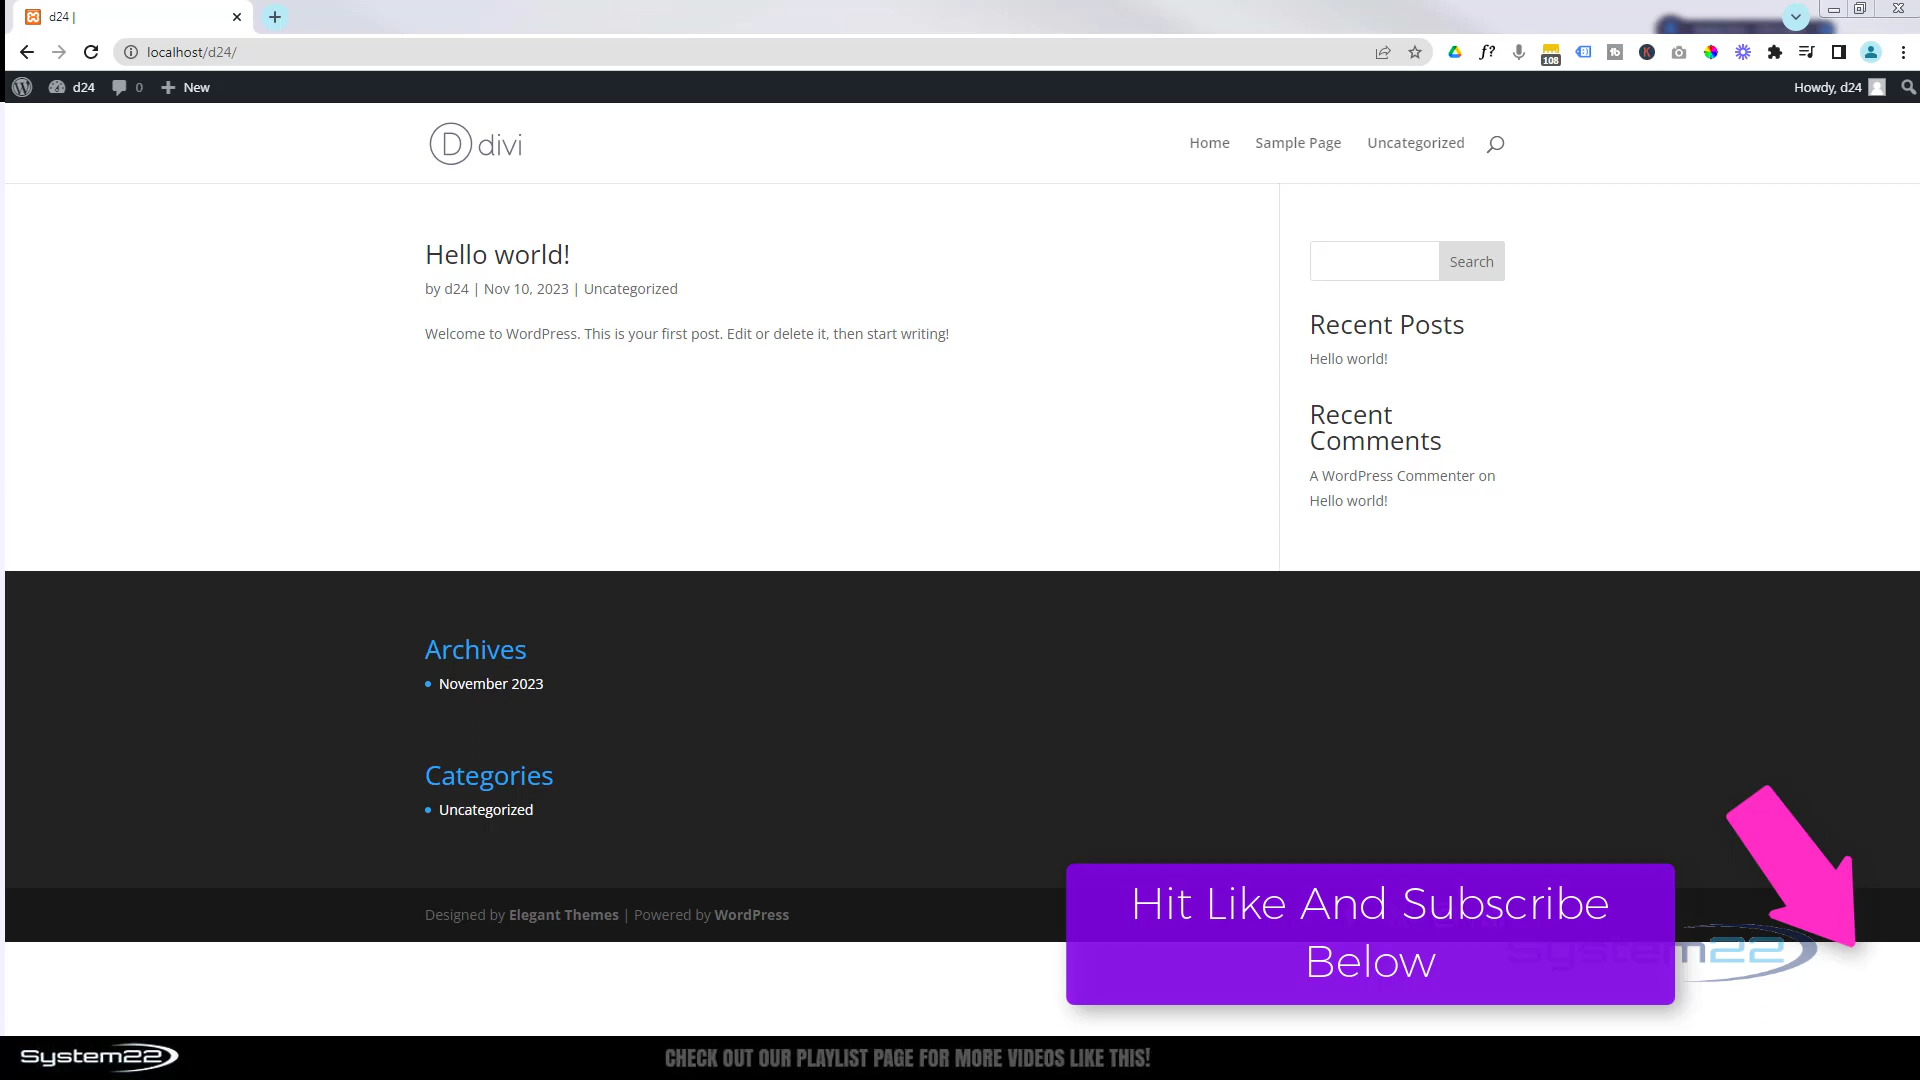 d24 |
localhost/d24/
108
d24
0
New
Howdy, d24
D divi
Home
Sample Page
Uncategorized
Hello world!
by d24 | Nov 10, 2023 | Uncategorized
Welcome to WordPress. This is your first post. Edit or delete it, then start writing!
Search
Recent Posts
Hello world!
Recent
Comments
A WordPress Commenter on
Hello world!
Archives
November 2023
Categories
Uncategorized
Designed by Elegant Themes | Powered by WordPress
Hit Like And Subscribe
Below
System22
System22
CHECK OUT OUR PLAYLIST PAGE FOR MORE VIDEOS LIKE THIS!